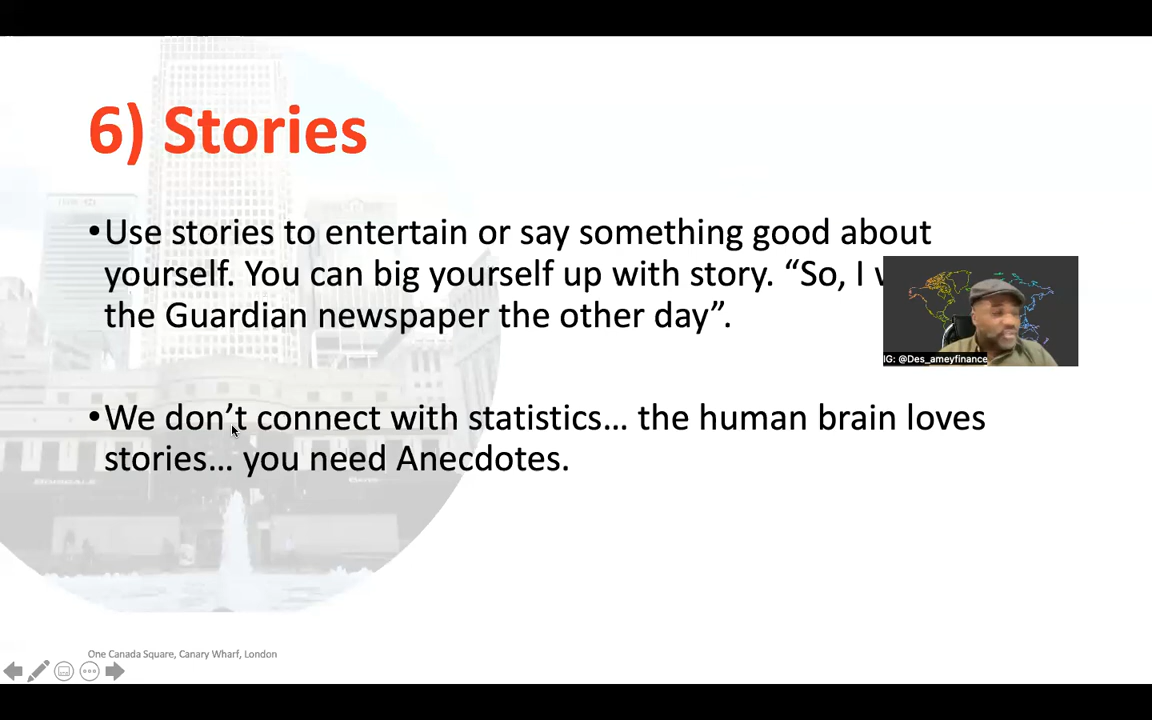 6) Stories
•Use stories to entertain or say something good about
yourself. You can big yourself up with story. “So, I
the Guardian newspaper the other day”.
IG: @Des_ameyfinance
•We don’t connect with statistics… the human brain loves
stories… you need Anecdotes.
One Canada Square, Canary Wharf, London